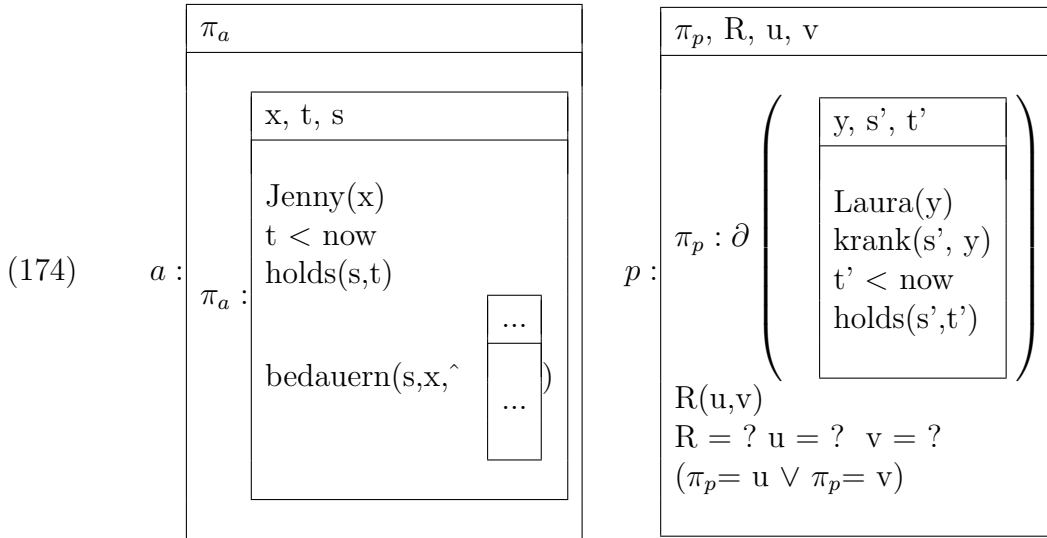 (174)
a :
π_a
π_a :
x, t, s
Jenny(x)
t < now
holds(s,t)
bedauern(s,x,ˆ
...
...
)
p :
π_p, R, u, v
π_p : ∂
(
y, s', t'
Laura(y)
krank(s', y)
t' < now
holds(s',t')
)
R(u,v)
R = ? u = ? v = ?
(π_p= u ∨ π_p= v)